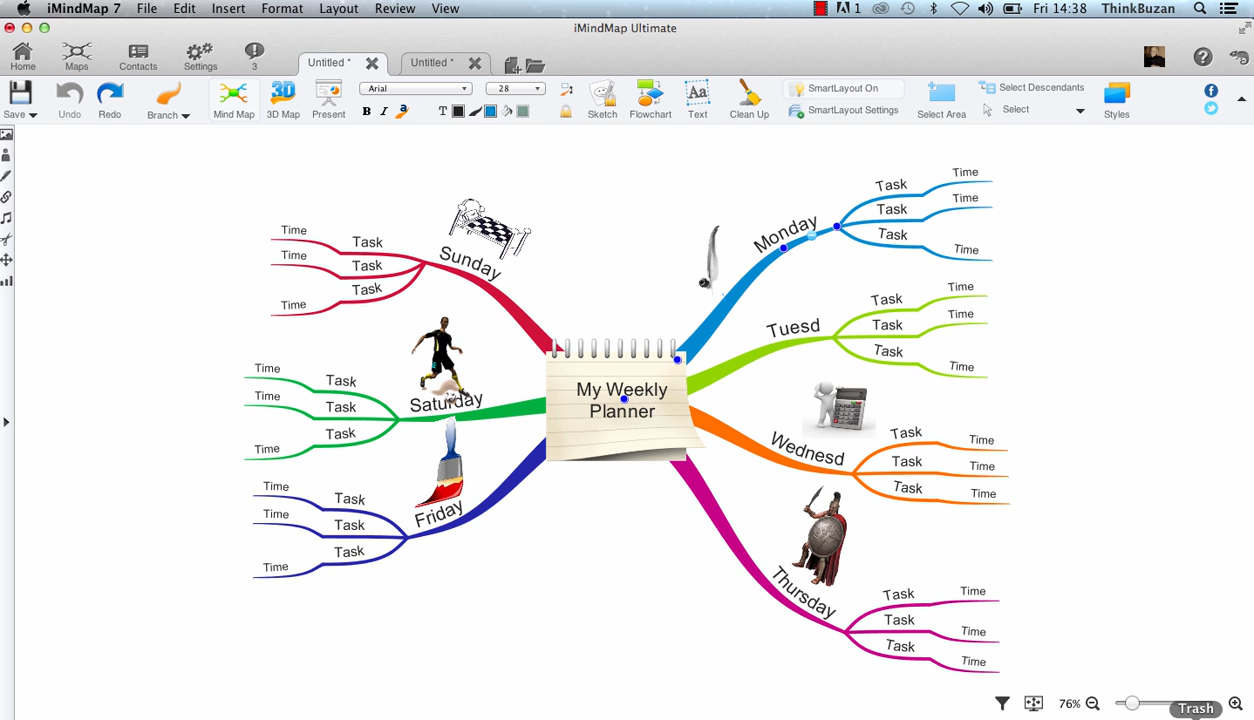 iMindMap 7 File Edit Insert Format Layout Review View 1 Fri 14:38 ThinkBuzan
iMindMap Ultimate
Home Maps Contacts Settings 3 Untitled * Untitled *
Save Undo Redo Branch Mind Map 3D 3D Map Present Arial 28 B I a T Sketch Flowchart Aa Text Clean Up SmartLayout On SmartLayout Settings Select Area Select Descendants Select Styles
Sunday
Task
Time
Task
Time
Task
Time
Saturday
Task
Time
Task
Time
Task
Time
Friday
Task
Time
Task
Time
Task
Time
My Weekly
Planner
Monday
Task
Time
Task
Time
Task
Time
Tuesd
Task
Time
Task
Time
Task
Time
Wednesd
Task
Time
Task
Time
Task
Time
Thursday
Task
Time
Task
Time
Task
Time
76%
Trash